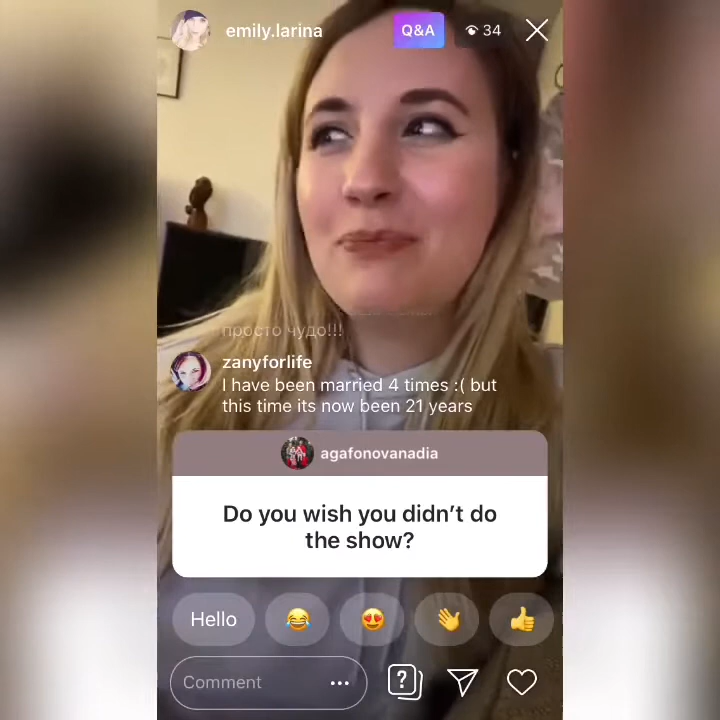 emily.larina
Q&A
34
просто чудо!!!
zanyforlife
I have been married 4 times :( but
this time its now been 21 years
agafonovanadia
Do you wish you didn't do
the show?
Hello
Comment